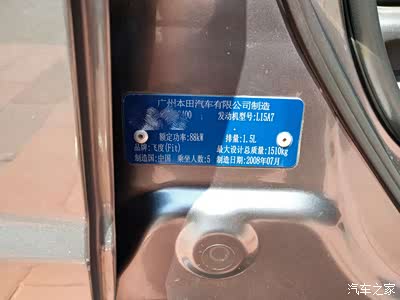 广州本田汽车有限公司制造
400 发动机型号:L15A7
额定功率:88kW 排量:1.5L
品牌:飞度(Fit) 最大设计总质量:1510kg
制造国:中国 乘坐人数:5 制造日期:2008年07月
汽车之家